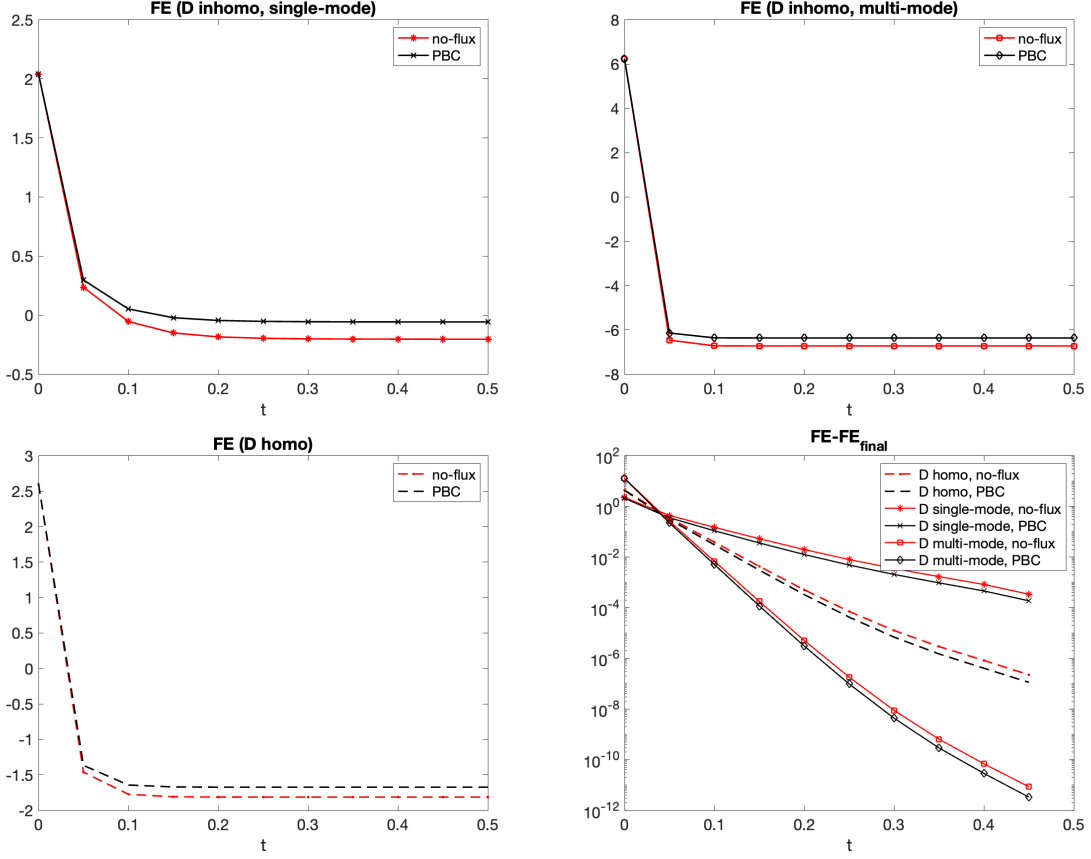 FE (D inhomo, single-mode)
2.5
2
1.5
1
0.5
0
-0.5
0
0.1
0.2
0.3
0.4
0.5
t
no-flux
PBC
FE (D inhomo, multi-mode)
8
6
4
2
0
-2
-4
-6
-8
0
0.1
0.2
0.3
0.4
0.5
t
no-flux
PBC
FE (D homo)
3
2.5
2
1.5
1
0.5
0
-0.5
-1
-1.5
-2
0
0.1
0.2
0.3
0.4
0.5
t
no-flux
PBC
FE-FE_final
10^2
10^0
10^-2
10^-4
10^-6
10^-8
10^-10
10^-12
0
0.1
0.2
0.3
0.4
0.5
t
D homo, no-flux
D homo, PBC
D single-mode, no-flux
D single-mode, PBC
D multi-mode, no-flux
D multi-mode, PBC